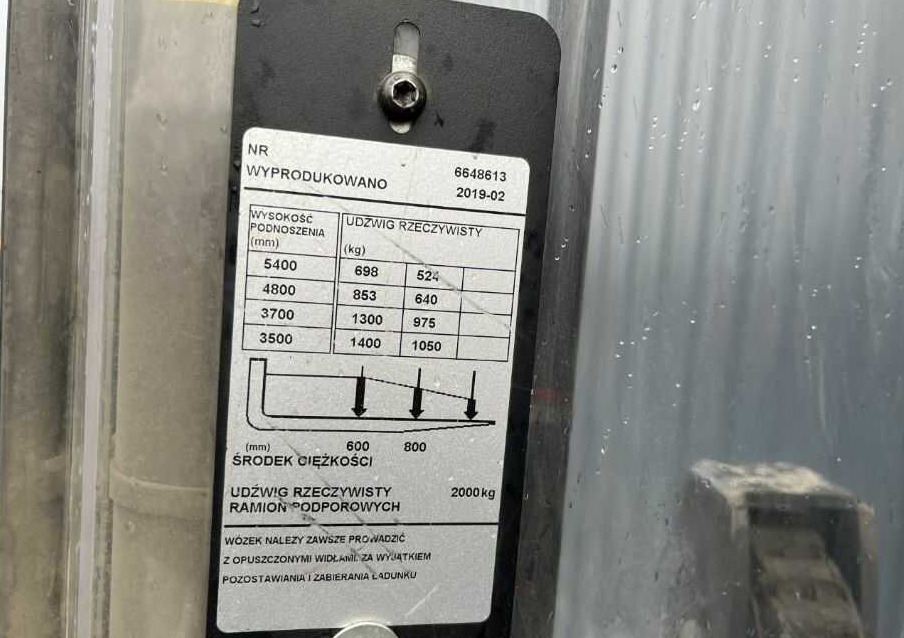 NR 6648613
WYPRODUKOWANO 2019-02
WYSOKOŚĆ PODNOSZENIA (mm) UDŹWIG RZECZYWISTY (kg)
5400 698 524
4800 853 640
3700 1300 975
3500 1400 1050
(mm) 600 800
ŚRODEK CIĘŻKOŚCI
UDŹWIG RZECZYWISTY 2000kg
RAMION PODPOROWYCH
WÓZEK NALEŻY ZAWSZE PROWADZIĆ
Z OPUSZCZONYMI WIDŁAMI ZA WYJĄTKIEM
POZOSTAWIANIA I ZABIERANIA ŁADUNKU